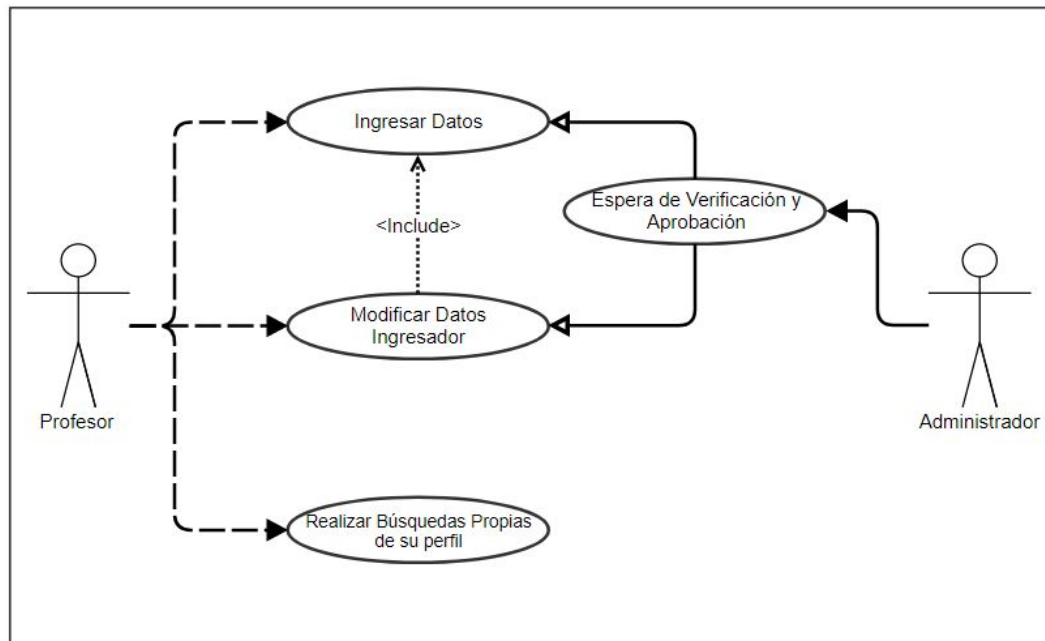 Ingresar Datos
Espera de Verificación y
Aprobación
<Include>
Modificar Datos
Ingresador
Profesor
Administrador
Realizar Búsquedas Propias
de su perfil